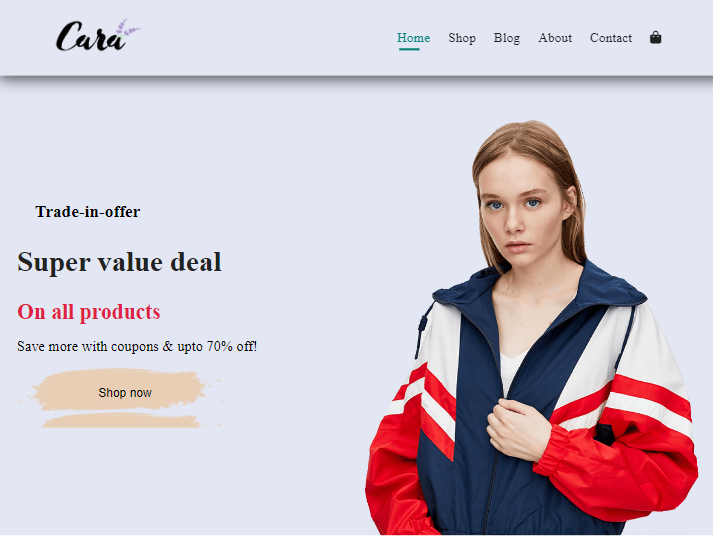 Cara
Home Shop Blog About Contact
Trade-in-offer
Super value deal
On all products
Save more with coupons & upto 70% off!
Shop now